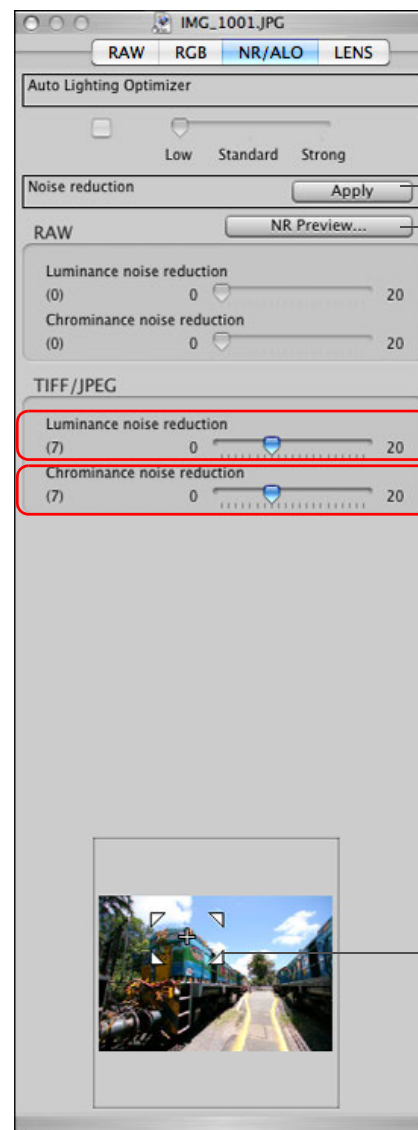 IMG_1001.JPG
RAW RGB NR/ALO LENS
Auto Lighting Optimizer
Low Standard Strong
Noise reduction Apply
RAW NR Preview...
Luminance noise reduction
(0) 0 20
Chrominance noise reduction
(0) 0 20
TIFF/JPEG
Luminance noise reduction
(7) 0 20
Chrominance noise reduction
(7) 0 20